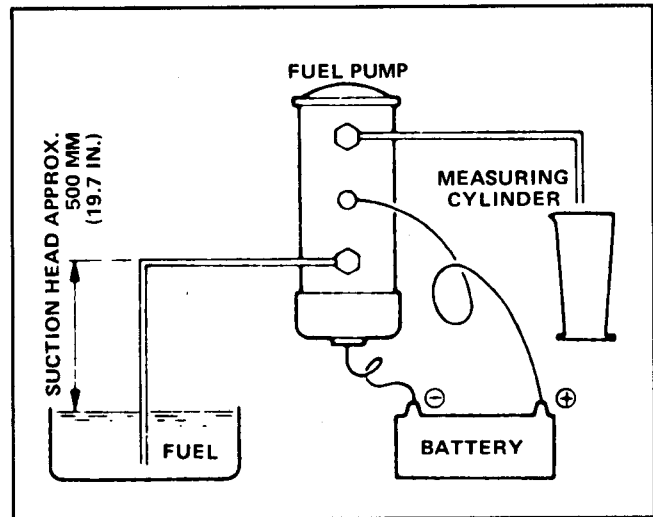 FUEL PUMP
SUCTION HEAD APPROX.
500 MM
(19.7 IN.)
MEASURING
CYLINDER
FUEL
⊖
⊕
BATTERY